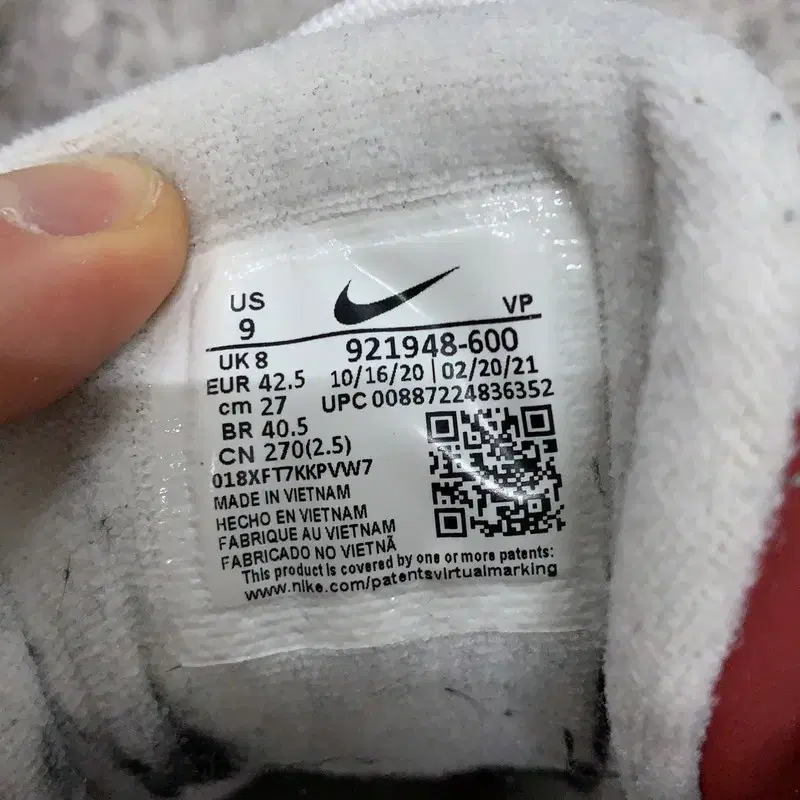 US
9
VP
UK 8
921948-600
EUR 42.5
10/16/20 | 02/20/21
cm 27
UPC 00887224836352
BR 40.5
CN 270(2.5)
018XFT7KKPVW7
MADE IN VIETNAM
HECHO EN VIETNAM
FABRIQUE AU VIETNAM
FABRICADO NO VIETNÃ
This product is covered by one or more patents:
www.nike.com/patentsvirtualmarking